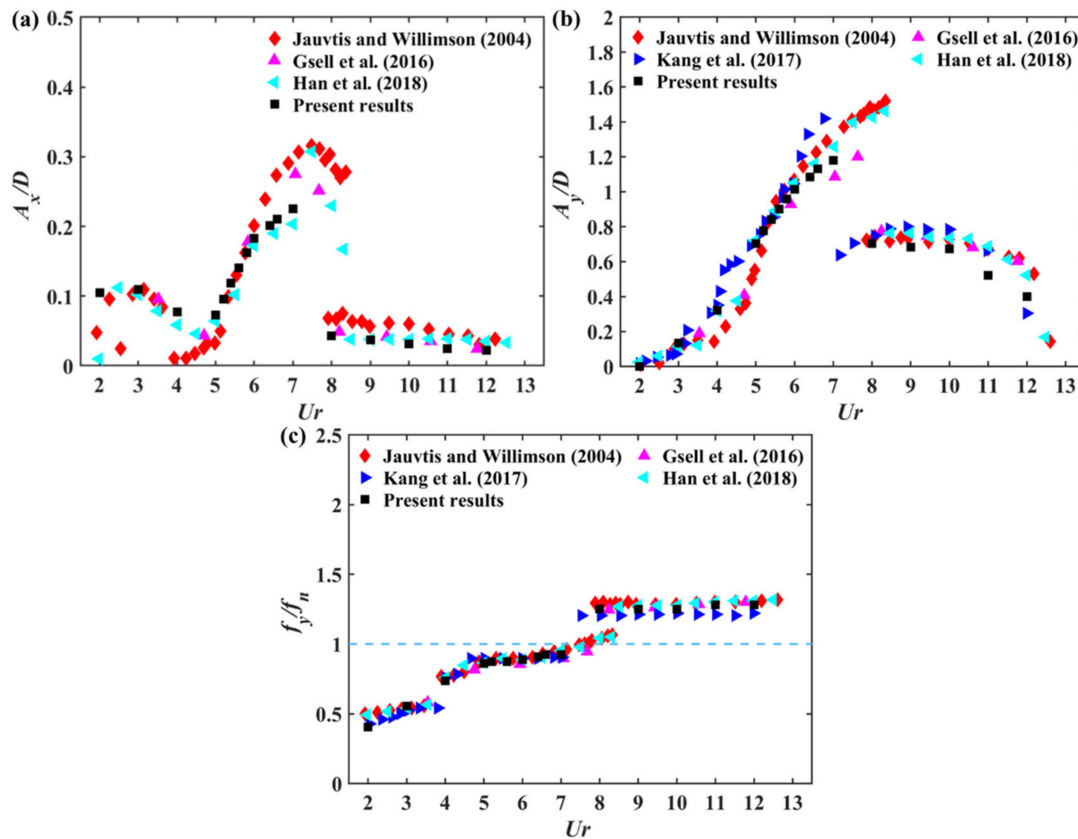 (a)
0.5
0.4
0.3
0.2
0.1
0
Ax/D
Jauvtis and Willimson (2004)
Gsell et al. (2016)
Han et al. (2018)
Present results
2 3 4 5 6 7 8 9 10 11 12 13
Ur
(b)
2
1.8
1.6
1.4
1.2
1
0.8
0.6
0.4
0.2
0
Ay/D
Jauvtis and Willimson (2004) Gsell et al. (2016)
Kang et al. (2017) Han et al. (2018)
Present results
2 3 4 5 6 7 8 9 10 11 12 13
Ur
(c)
2.5
2
1.5
1
0.5
0
fy/fn
Jauvtis and Willimson (2004) Gsell et al. (2016)
Kang et al. (2017) Han et al. (2018)
Present results
2 3 4 5 6 7 8 9 10 11 12 13
Ur